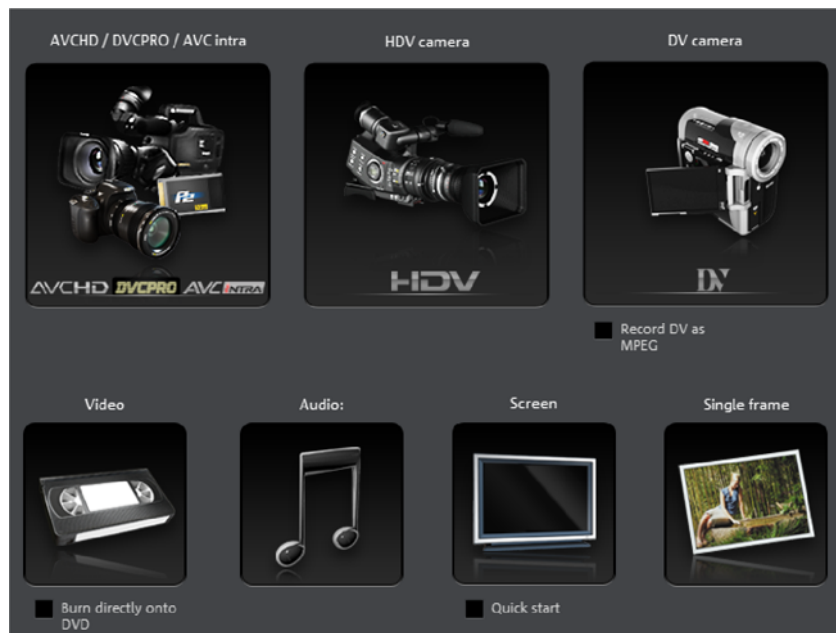 AVCHD / DVCPRO / AVC intra
HDV camera
DV camera
P2
AVCHD DVCPRO AVC INTRA
HDV
DV
Record DV as
MPEG
Video
Audio:
Screen
Single frame
Burn directly onto
DVD
Quick start